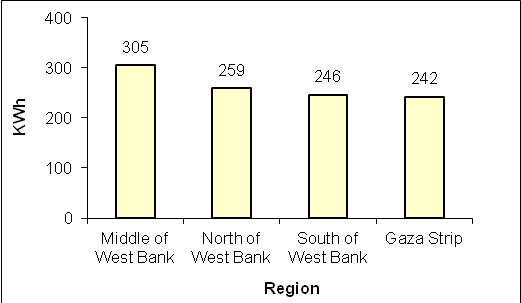 400
300
200
100
0
KWh
305
259
246
242
Middle of
West Bank
North of
West Bank
South of
West Bank
Gaza Strip
Region